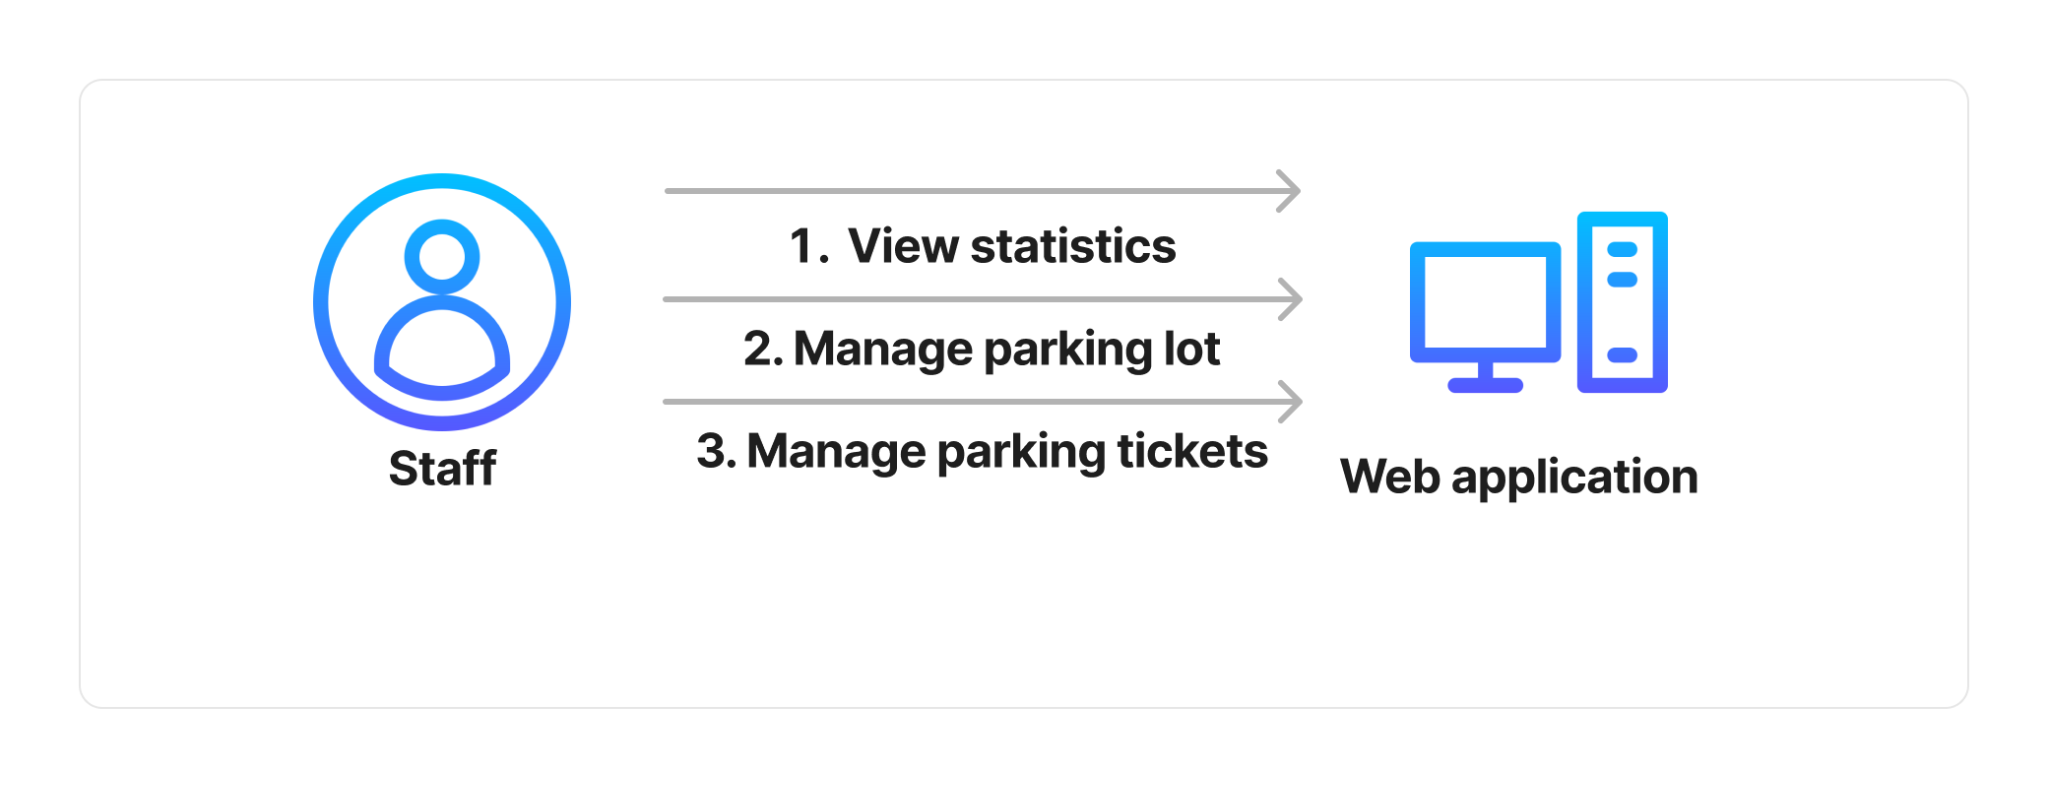 1. View statistics
2. Manage parking lot
3. Manage parking tickets
Staff
Web application